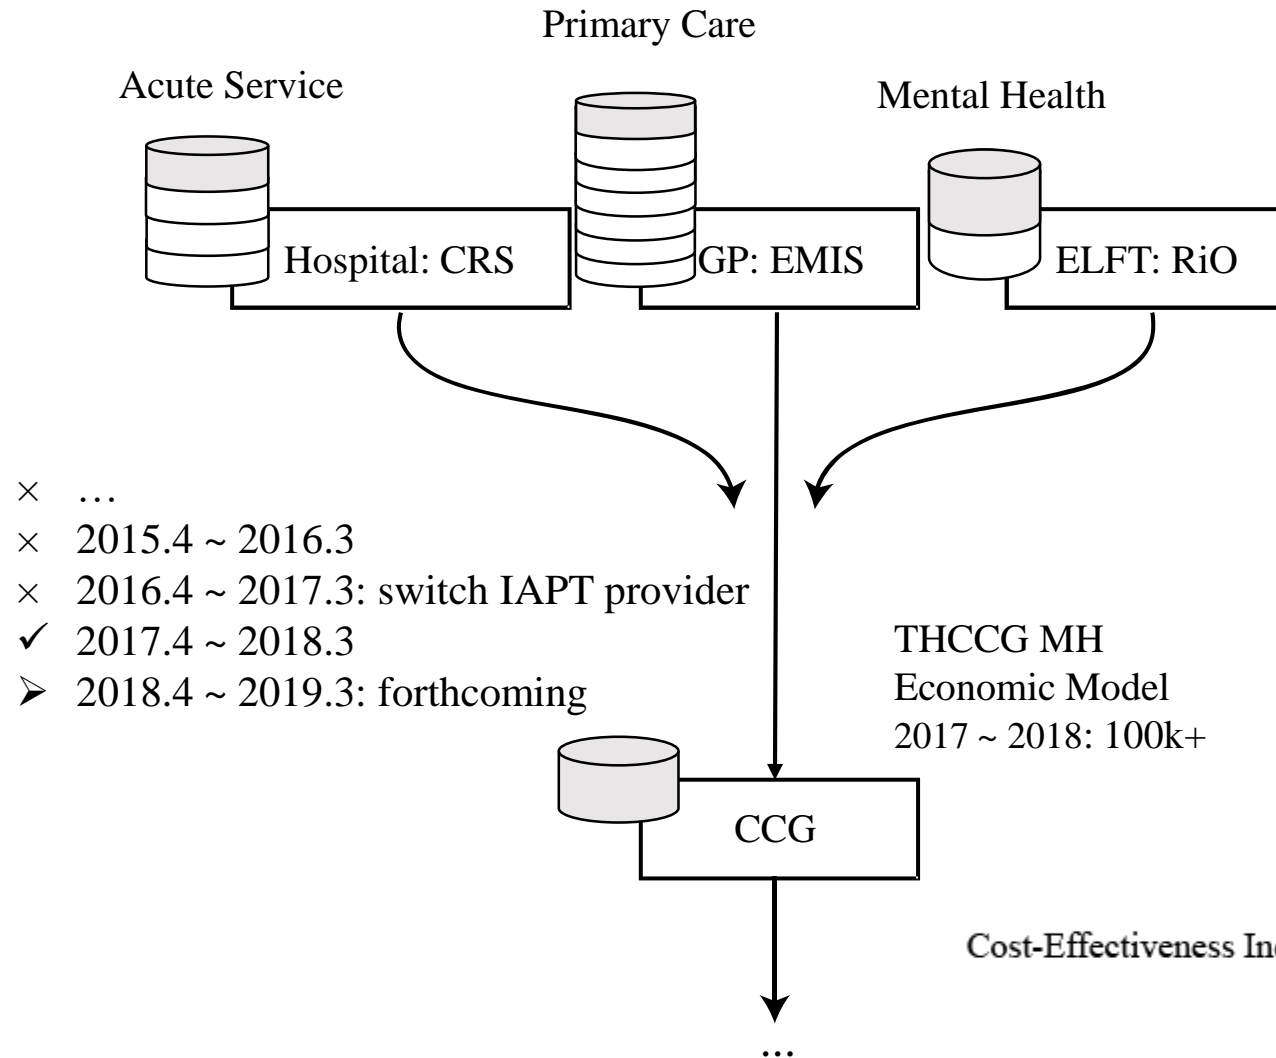 Primary Care
Acute Service
Mental Health
Hospital: CRS
GP: EMIS
ELFT: RiO
× …
× 2015.4 ~ 2016.3
× 2016.4 ~ 2017.3: switch IAPT provider
✓ 2017.4 ~ 2018.3
➢ 2018.4 ~ 2019.3: forthcoming
THCCG MH
Economic Model
2017 ~ 2018: 100k+
CCG
Cost-Effectiveness
...